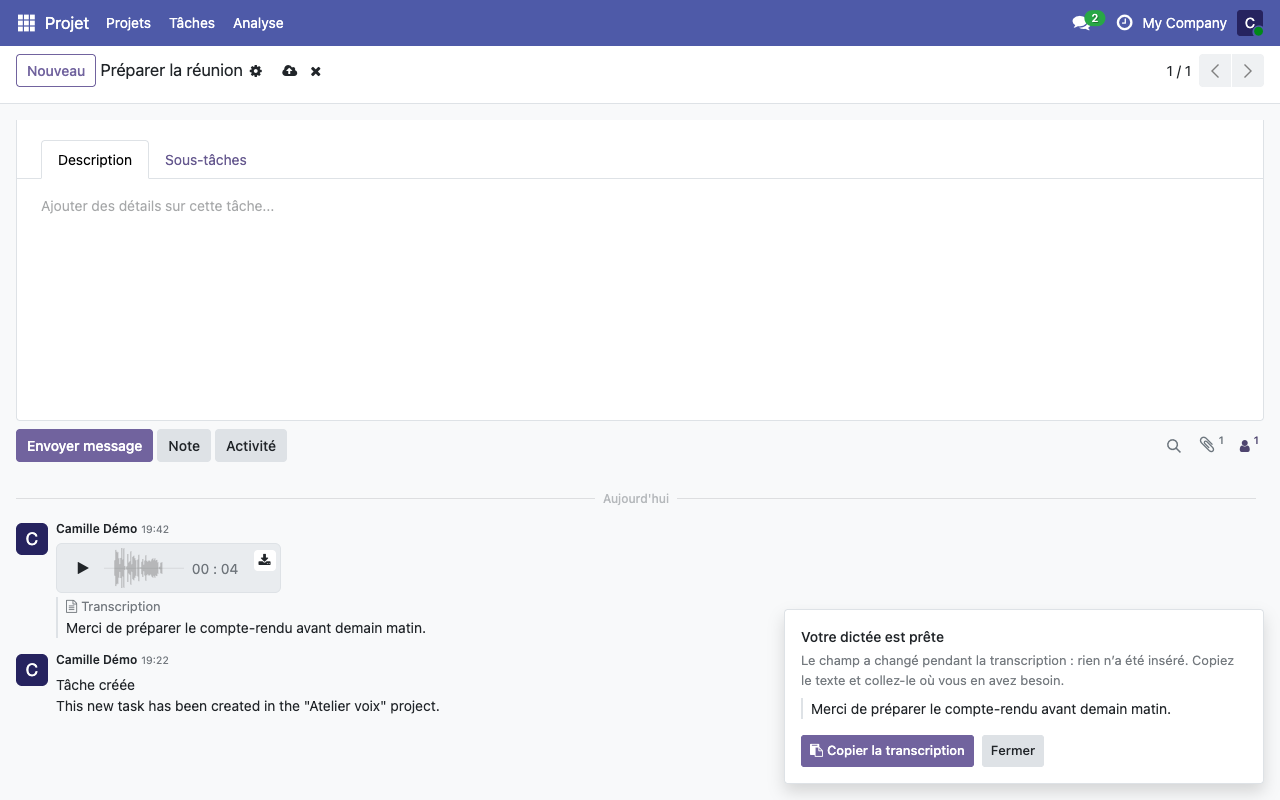 Projet Projets Tâches Analyse 2 My Company C
Nouveau Préparer la réunion 1 / 1
Description Sous-tâches
Ajouter des détails sur cette tâche...
Envoyer message Note Activité 1 1
Aujourd'hui
C Camille Démo 19:42
00 : 04
Transcription
Merci de préparer le compte-rendu avant demain matin.
C Camille Démo 19:22
Tâche créée
This new task has been created in the "Atelier voix" project.
Votre dictée est prête
Le champ a changé pendant la transcription : rien n’a été inséré. Copiez
le texte et collez-le où vous en avez besoin.
Merci de préparer le compte-rendu avant demain matin.
Copier la transcription Fermer